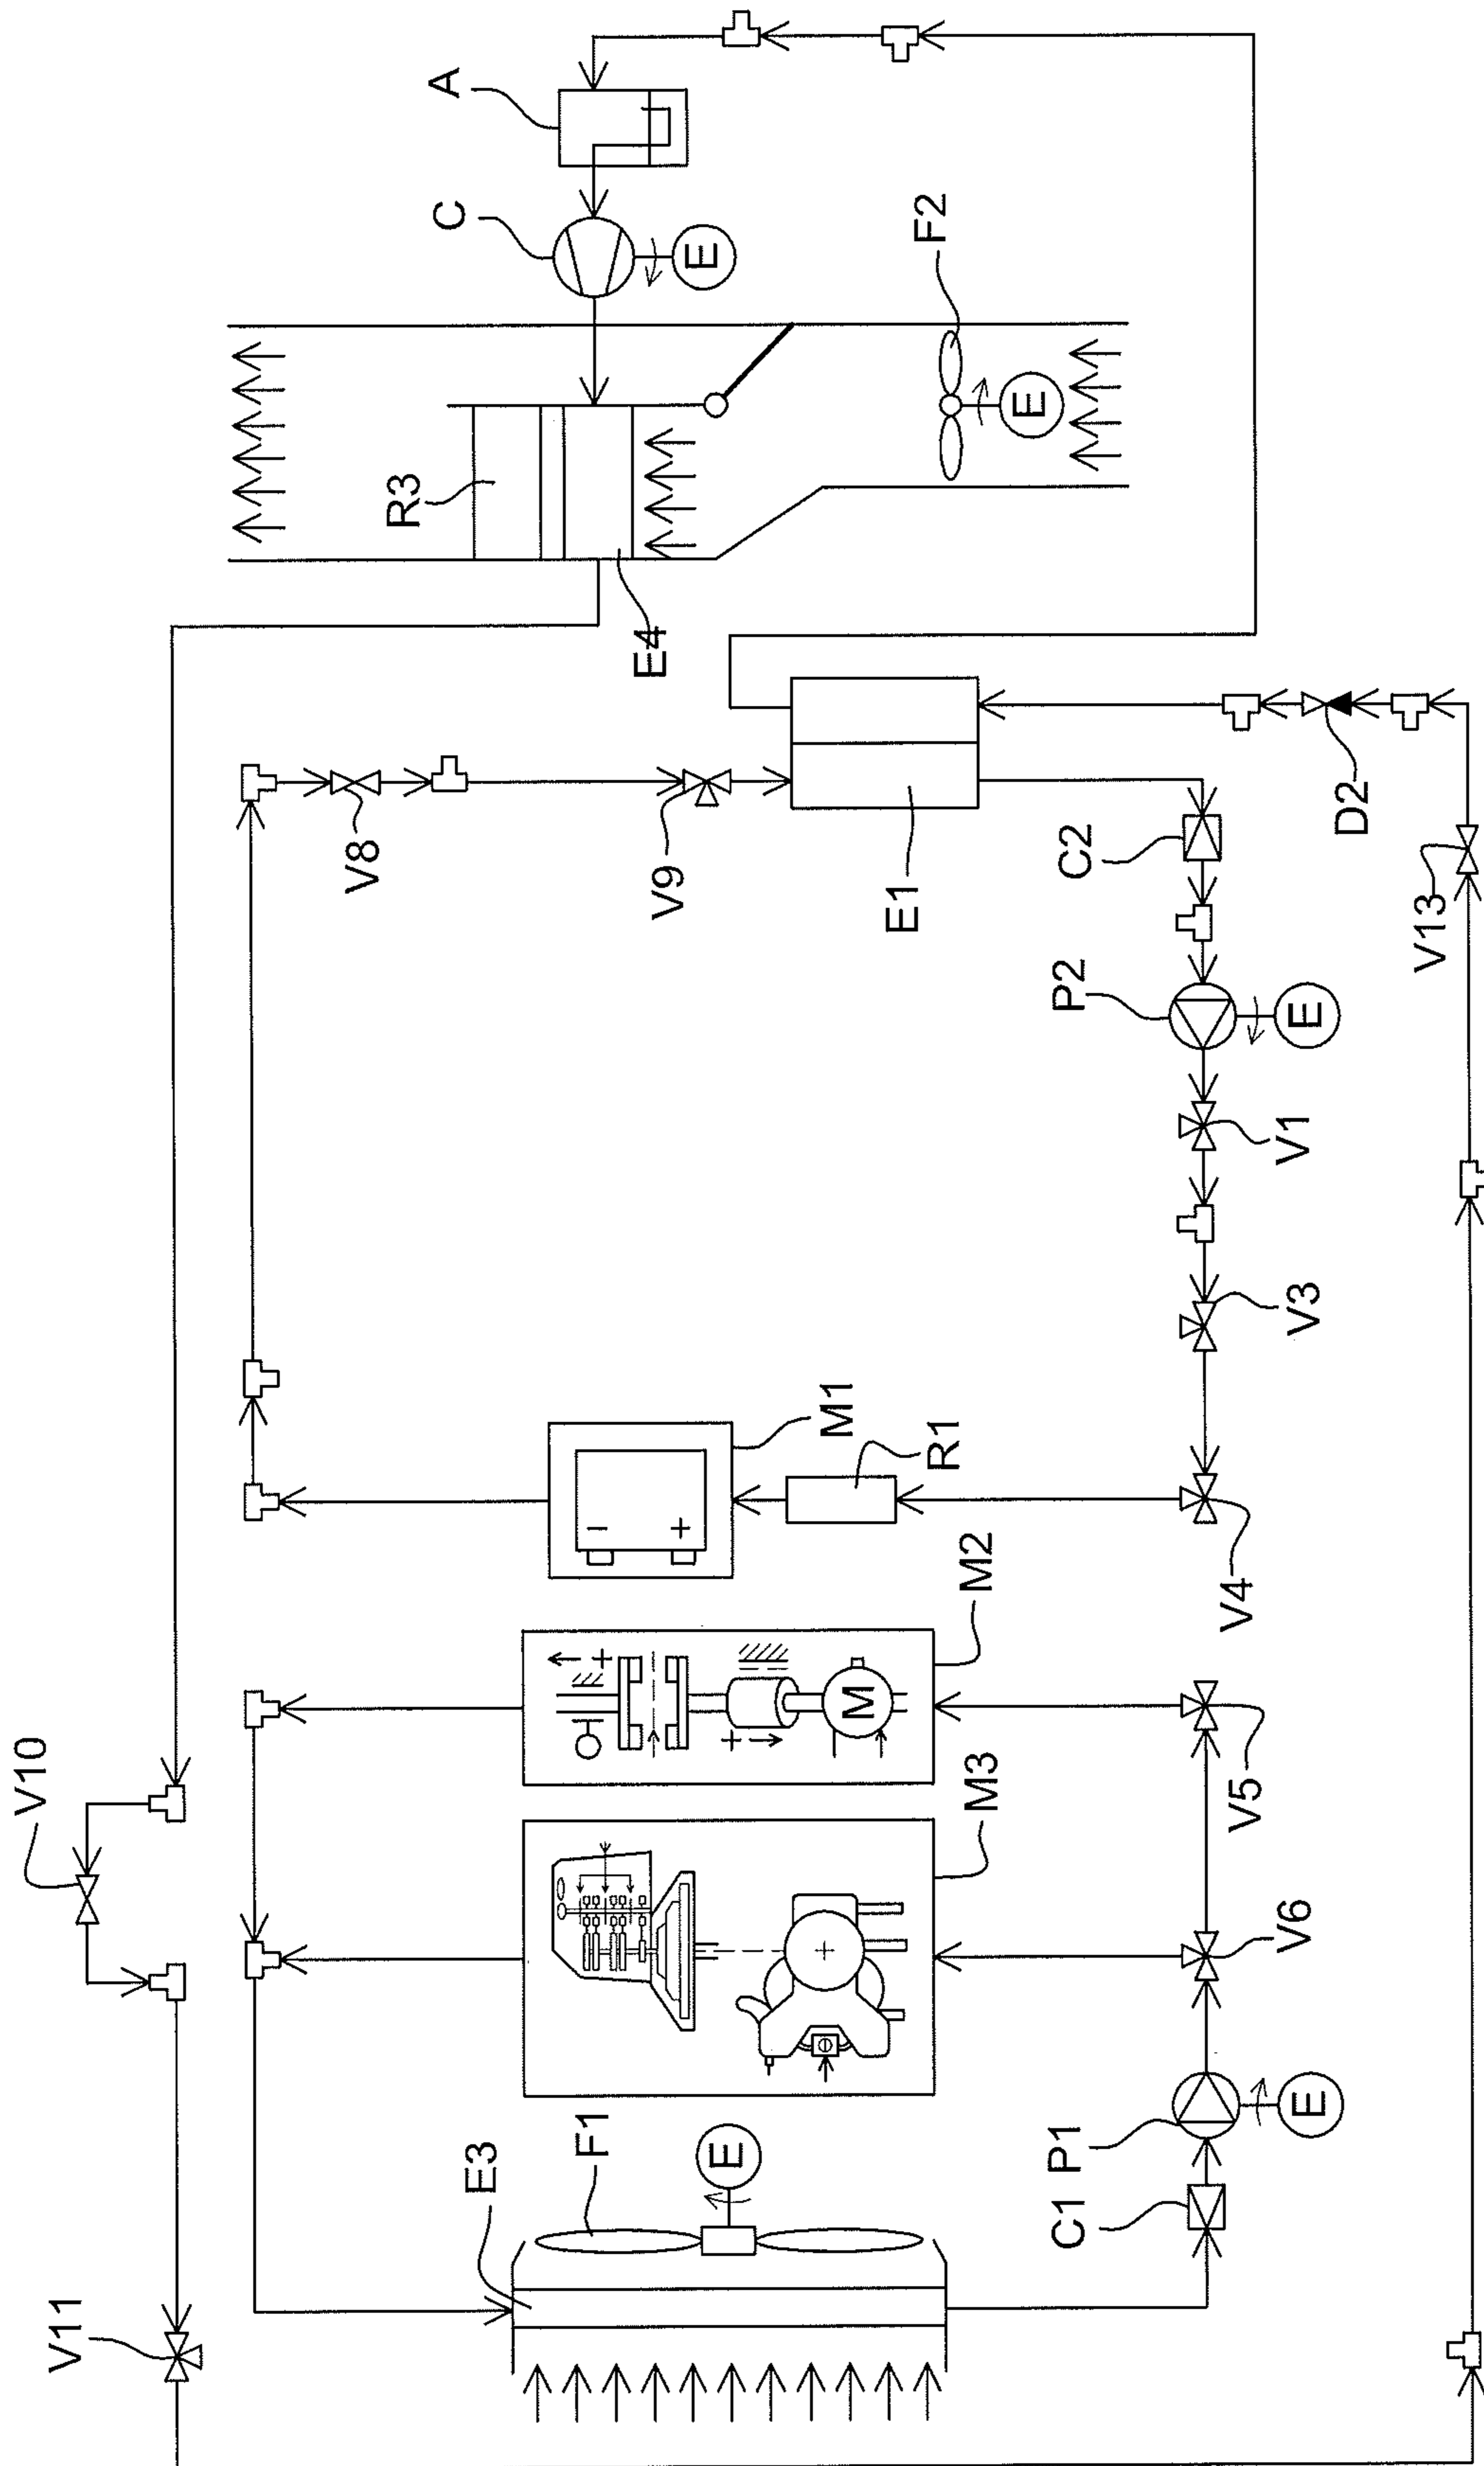 A
C
E
F2
E
R3
E4
V8
V9
E1
C2
D2
V13
P2
E
V1
V3
M1
R1
− +
V4
M2
+
+
M
V10
M3
V5
V6
E3
F1
E
P1
E
C1
V11